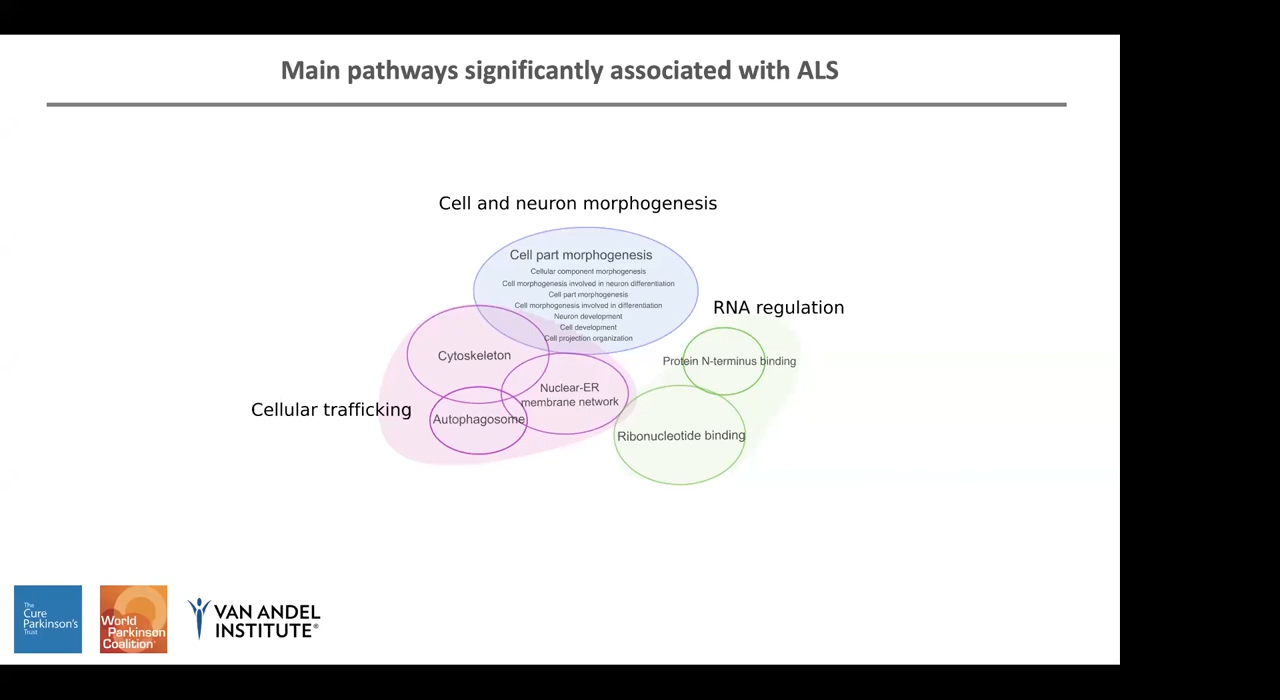 Main pathways significantly associated with ALS
Cell and neuron morphogenesis
Cell part morphogenesis
Cellular component morphogenesis
Cell morphogenesis involved in neuron differentiation
Cell part morphogenesis
Cell morphogenesis involved in differentiation
Neuron development
Cell development
Cell projection organization
RNA regulation
Cytoskeleton
Protein N-terminus binding
Nuclear-ER
membrane network
Cellular trafficking
Autophagosome
Ribonucleotide binding
The
Cure
Parkinson's
Trust
World
Parkinson
Coalition
VAN ANDEL
INSTITUTE®